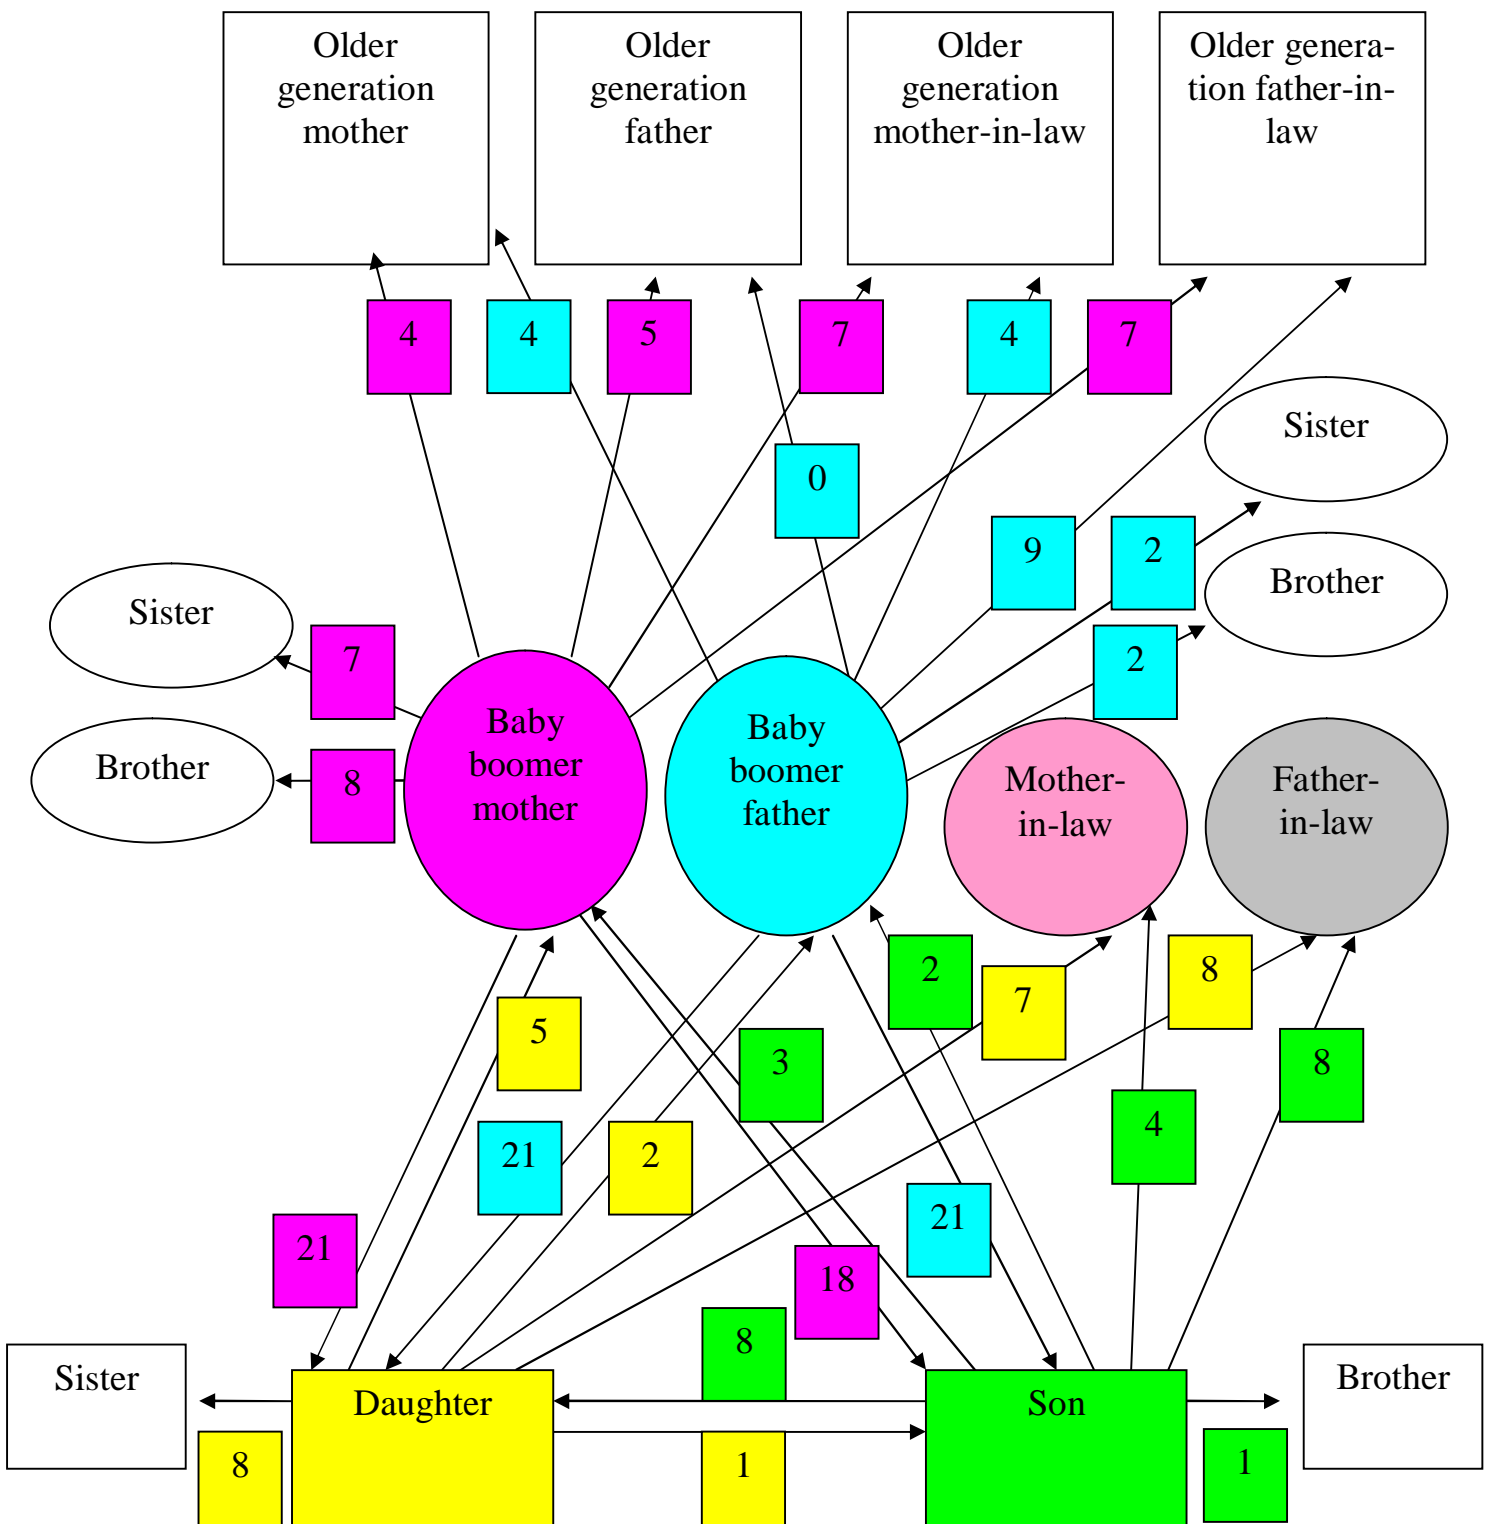 Older
generation
mother
Older
generation
father
Older
generation
mother-in-law
Older genera-
tion father-in-
law
4
4
5
7
4
7
0
9
2
2
Sister
Brother
Sister
7
Brother
8
Baby
boomer
mother
Baby
boomer
father
Mother-
in-law
Father-
in-law
2
7
8
5
3
8
4
21
2
21
21
18
8
Sister
Daughter
Son
Brother
8
1
1